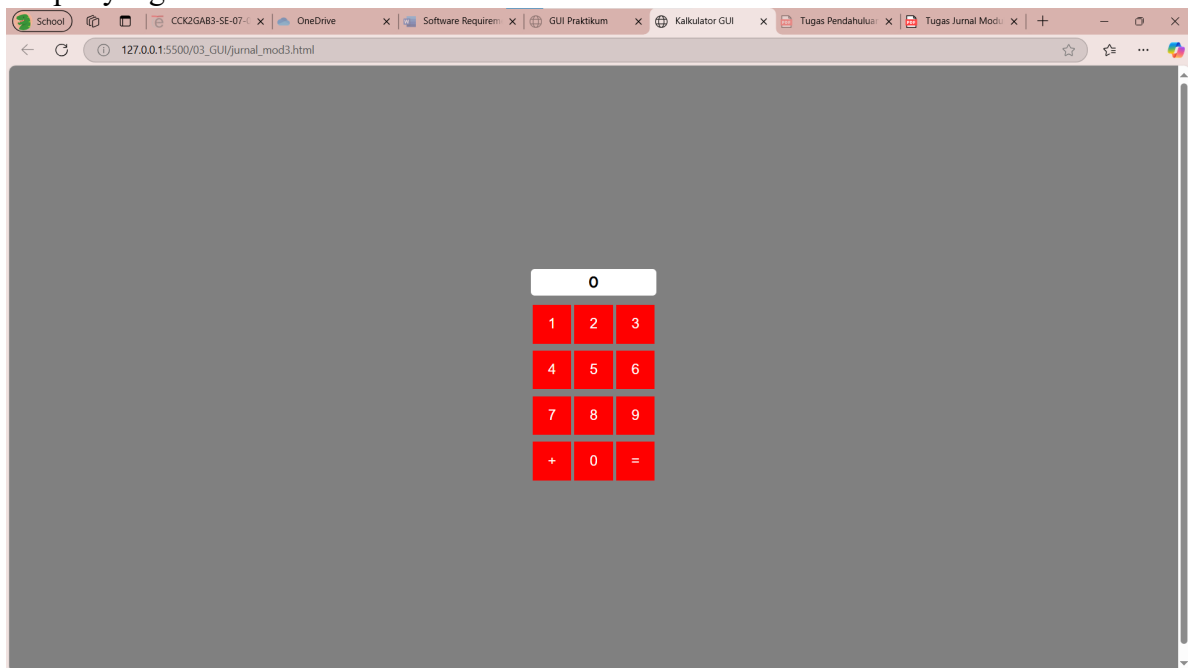 School CCK2GAB3-SE-07- OneDrive Software Requirem GUI Praktikum Kalkulator GUI Tugas Pendahuluar Tugas Jurnal Modu
127.0.0.1:5500/03_GUI/jurnal_mod3.html
0
1 2 3
4 5 6
7 8 9
+ 0 =